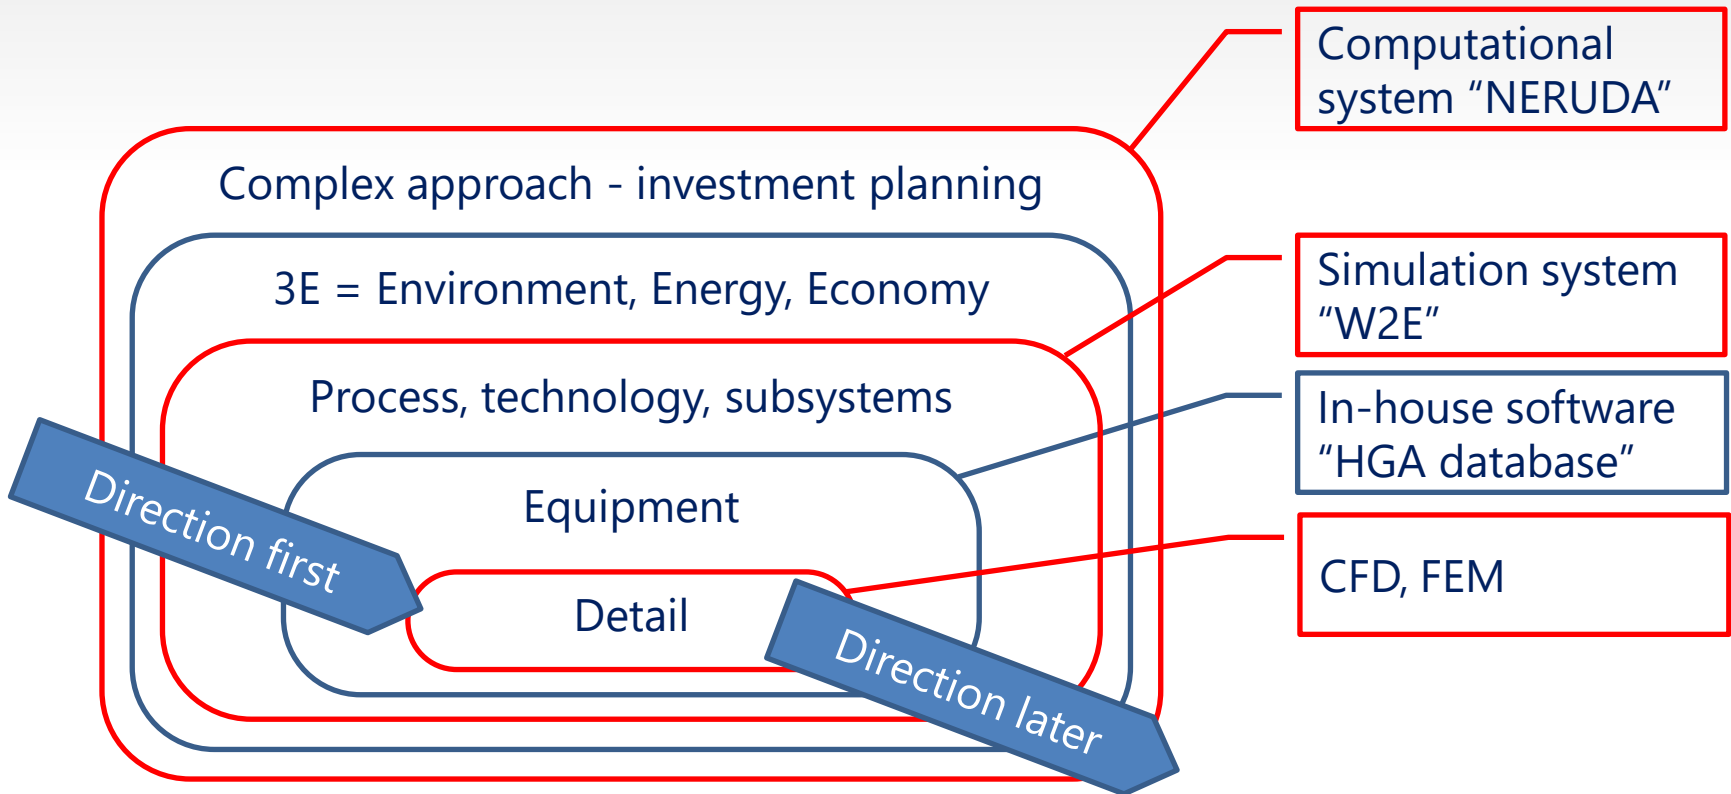 Computational
system “NERUDA”
Complex approach - investment planning
3E = Environment, Energy, Economy
Simulation system
“W2E”
Process, technology, subsystems
In-house software
“HGA database”
Direction first
Equipment
CFD, FEM
Detail
Direction later